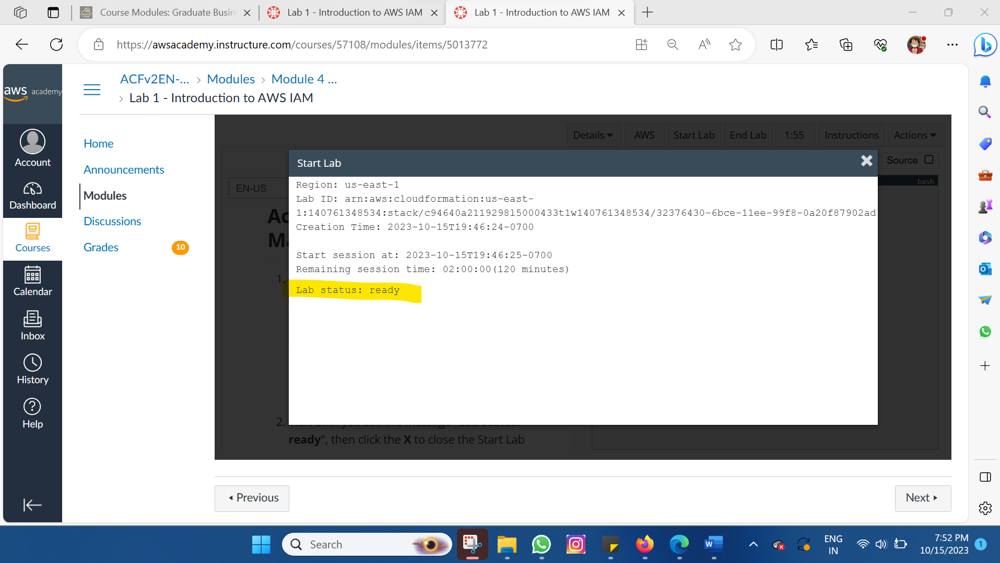 Course Modules: Graduate Busin
Lab 1 - Introduction to AWS IAM
Lab 1 - Introduction to AWS IAM
https://awsacademy.instructure.com/courses/57108/modules/items/5013772
aws academy
Account
Dashboard
Courses
Calendar
Inbox
History
Help
ACFv2EN-... > Modules > Module 4 ...
> Lab 1 - Introduction to AWS IAM
Home
Announcements
Modules
Discussions
Grades 10
Details AWS Start Lab End Lab 1:55 Instructions Actions
Source
EN-US
bash
Start Lab
Region: us-east-1
Lab ID: arn:aws:cloudformation:us-east-
1:140761348534:stack/c94640a2119298l5000433t1w140761348534/32376430-6bce-11ee-99f8-0a20f87902ad
Creation Time: 2023-10-15T19:46:24-0700
Start session at: 2023-10-15T19:46:25-0700
Remaining session time: 02:00:00(120 minutes)
1.
Lab status: ready
2.
ready", then click the X to close the Start Lab
Previous
Next
Search
ENG
IN
7:52 PM
10/15/2023
1